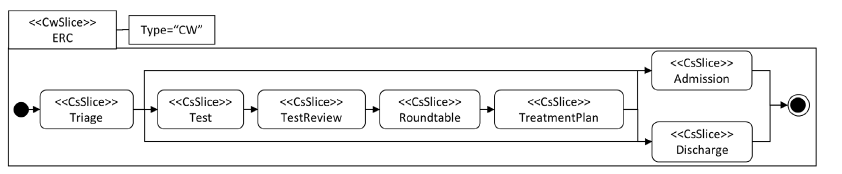 <<CwSlice>>
ERC
Type="CW"
<<CsSlice>>
Triage
<<CsSlice>>
Test
<<CsSlice>>
TestReview
<<CsSlice>>
Roundtable
<<CsSlice>>
TreatmentPlan
<<CsSlice>>
Admission
<<CsSlice>>
Discharge